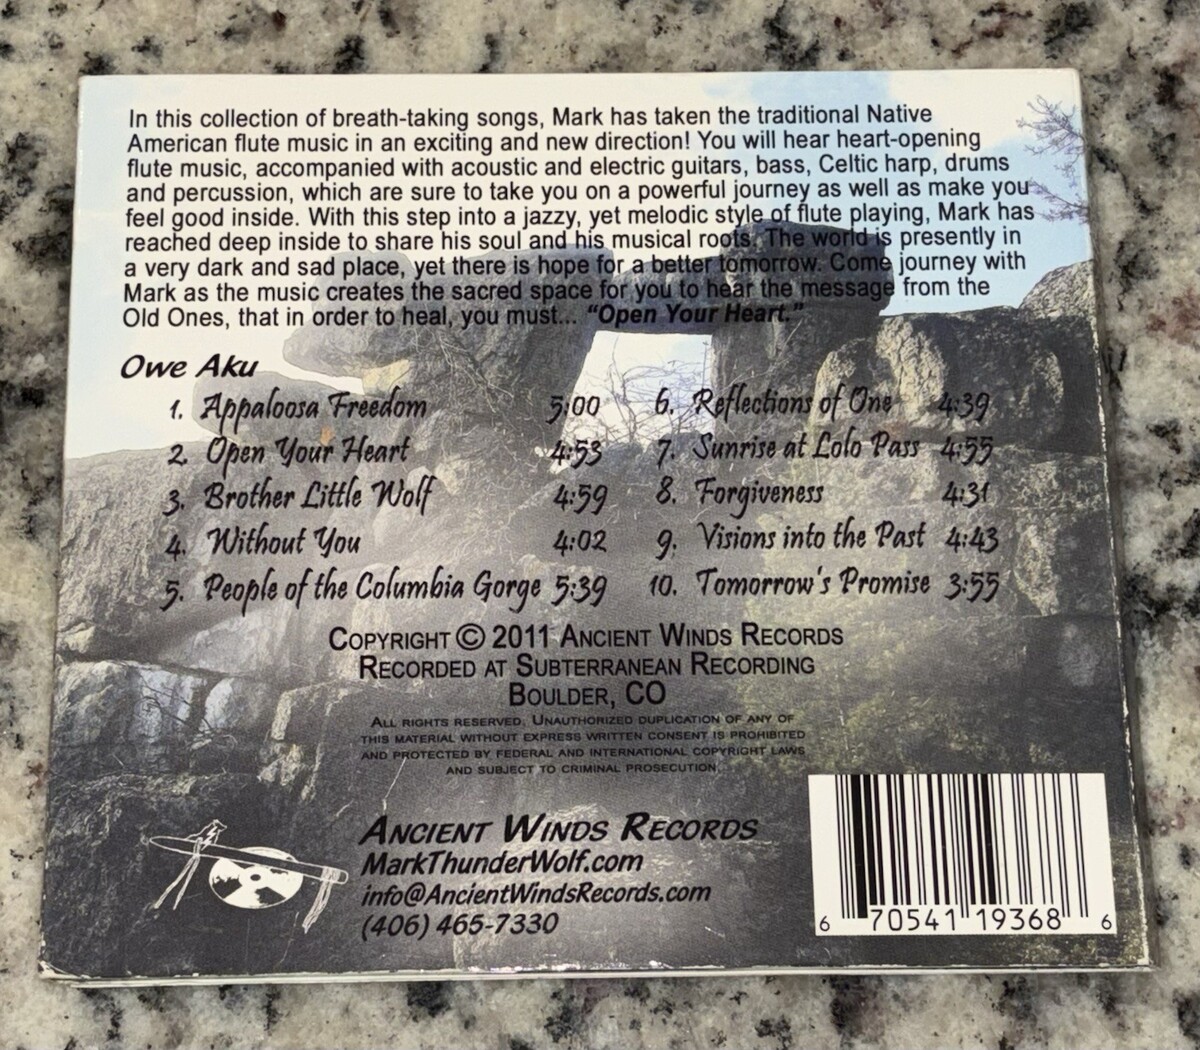 In this collection of breath-taking songs, Mark has taken the traditional Native
American flute music in an exciting and new direction! You will hear heart-opening
flute music, accompanied with acoustic and electric guitars, bass, Celtic harp, drums
and percussion, which are sure to take you on a powerful journey as well as make you
feel good inside. With this step into a jazzy, yet melodic style of flute playing, Mark has
reached deep inside to share his soul and his musical roots. The world is presently in
a very dark and sad place, yet there is hope for a better tomorrow. Come journey with
Mark as the music creates the sacred space for you to hear the message from the
Old Ones, that in order to heal, you must... "Open Your Heart."
Owe Aku
1. Appaloosa Freedom 5:00
2. Open Your Heart 4:53
3. Brother Little Wolf 4:59
4. Without You 4:02
5. People of the Columbia Gorge 5:39
6. Reflections of One 4:39
7. Sunrise at Lolo Pass 4:55
8. Forgiveness 4:31
9. Visions into the Past 4:43
10. Tomorrow's Promise 3:55
Copyright © 2011 Ancient Winds Records
Recorded at Subterranean Recording
Boulder, CO
All rights reserved. Unauthorized duplication of any of
this material without express written consent is prohibited
and protected by federal and international copyright laws
and subject to criminal prosecution.
Ancient Winds Records
MarkThunderWolf.com
info@AncientWindsRecords.com
(406) 465-7330
6 70541 19368 6